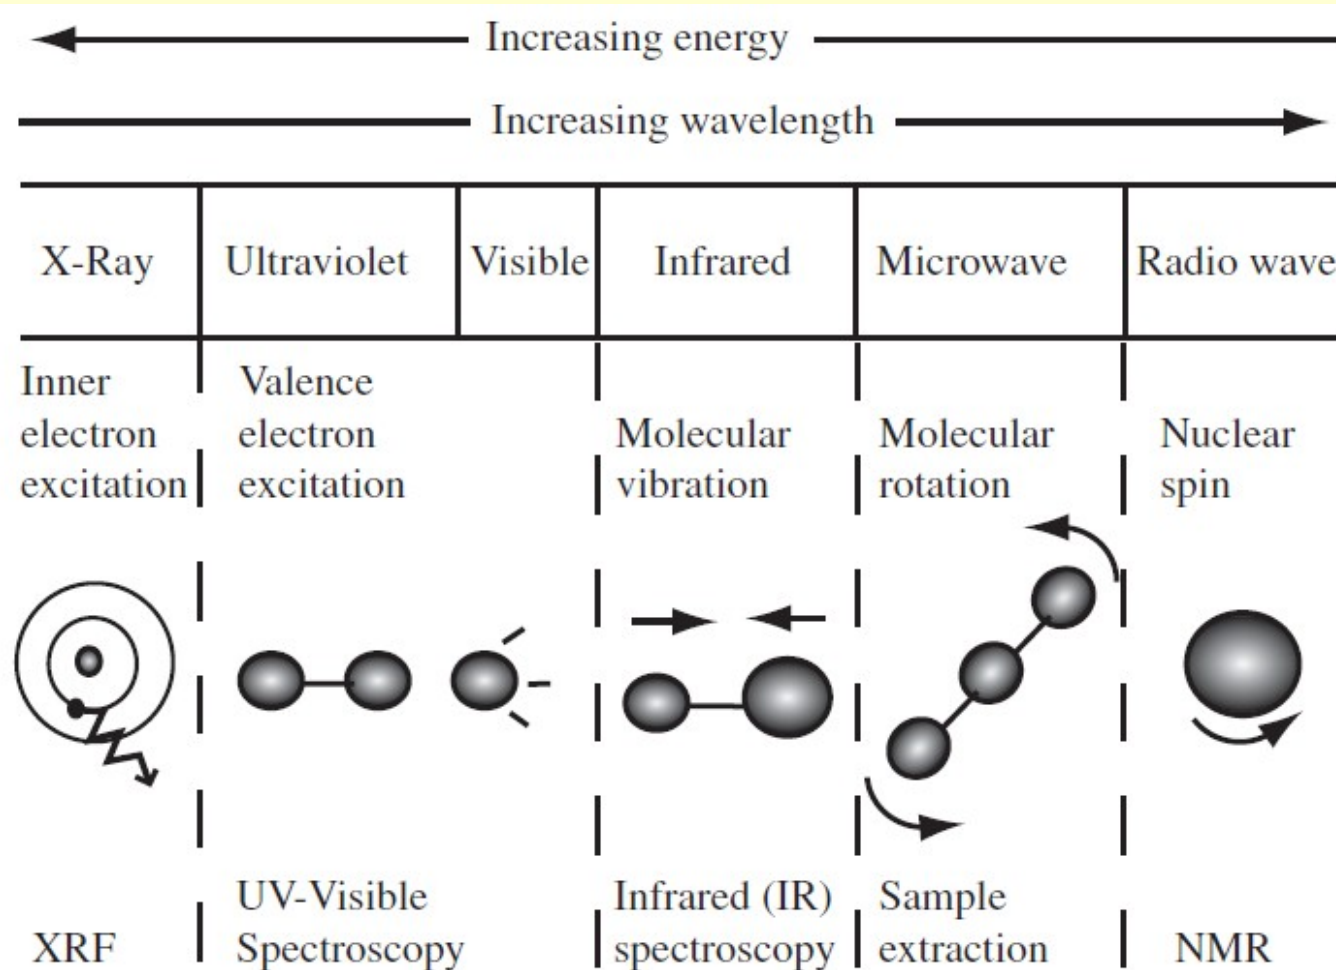 Increasing energy
Increasing wavelength
X-Ray
Ultraviolet
Visible
Infrared
Microwave
Radio wave
Inner
electron
excitation
Valence
electron
excitation
Molecular
vibration
Molecular
rotation
Nuclear
spin
XRF
UV-Visible
Spectroscopy
Infrared (IR)
spectroscopy
Sample
extraction
NMR